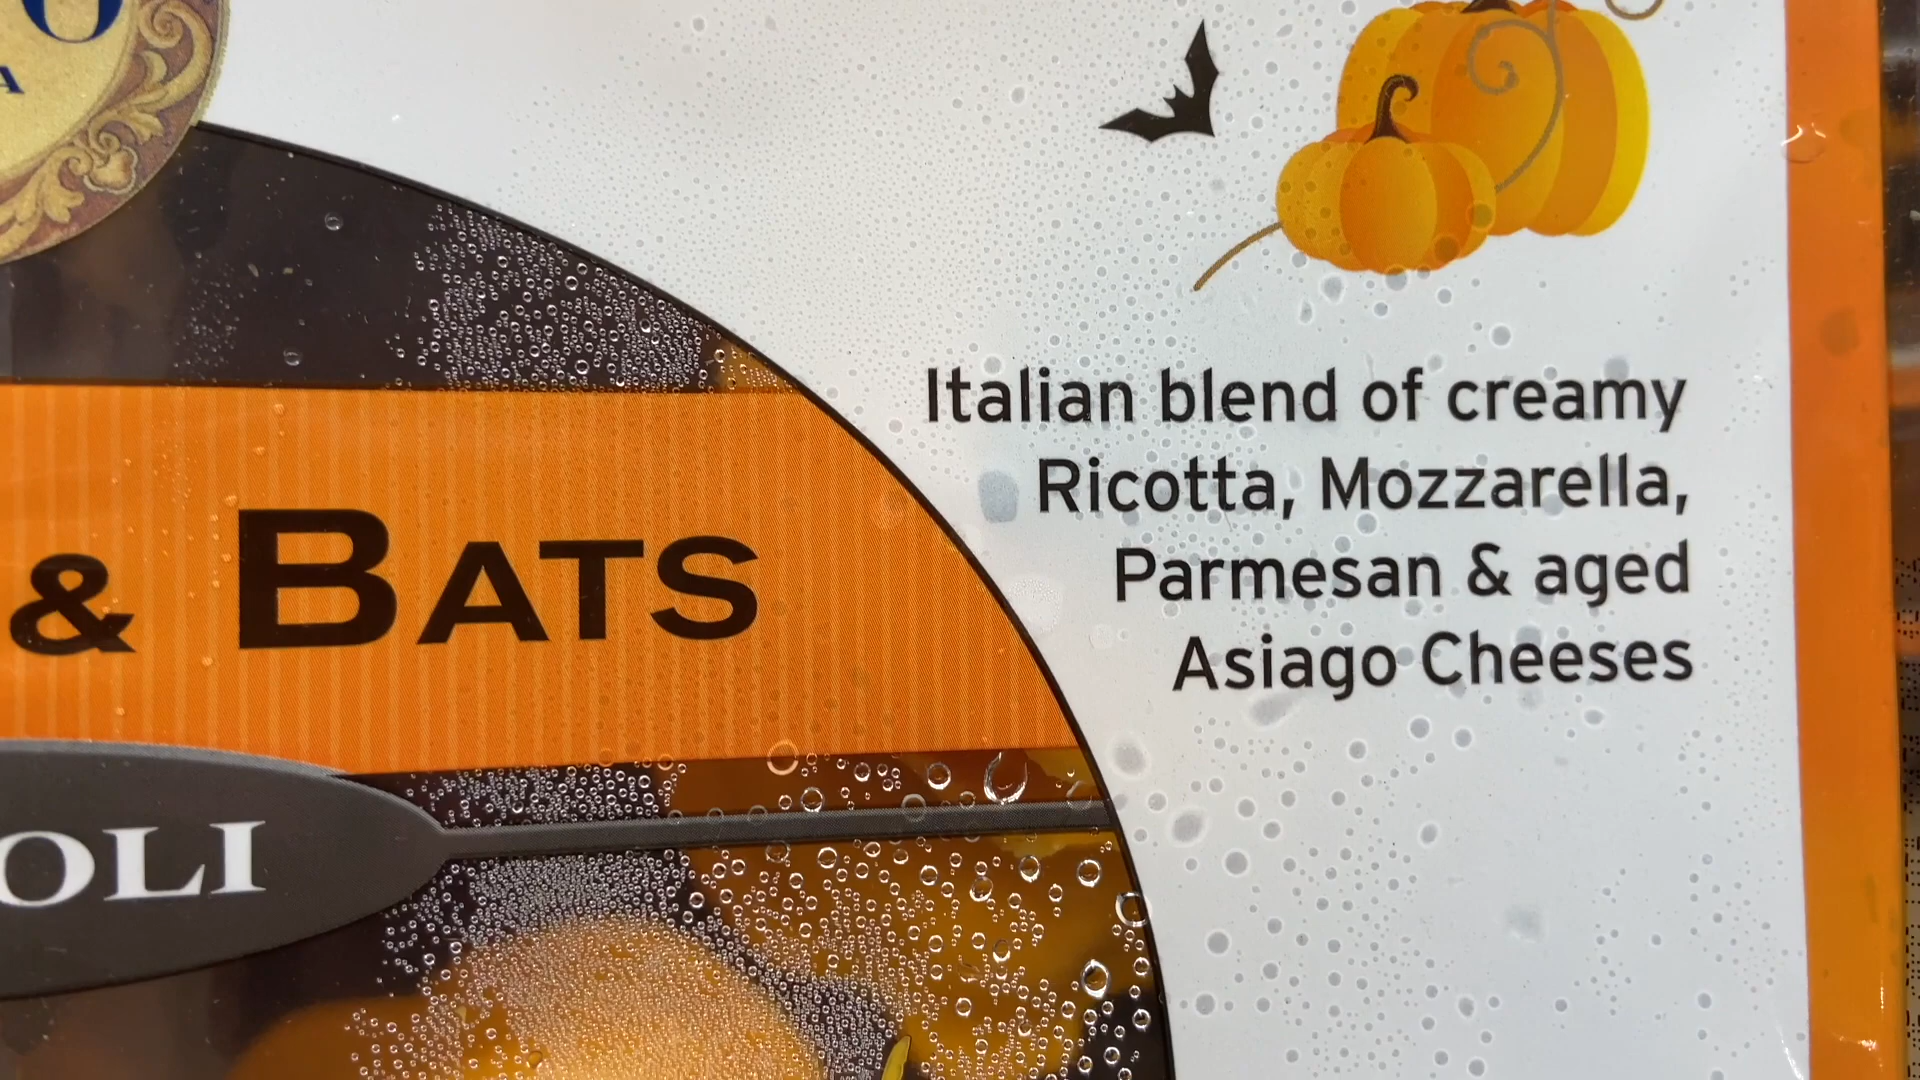 Italian blend of creamy
Ricotta, Mozzarella,
Parmesan & aged
Asiago Cheeses
& BATS
OLI